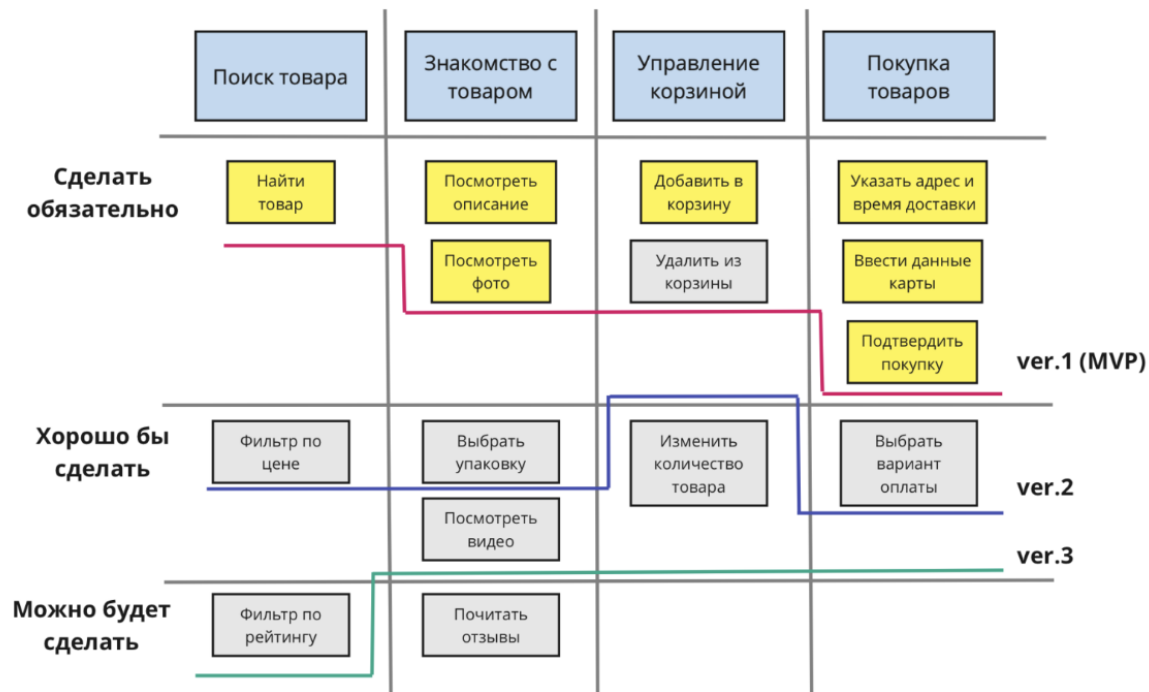 Поиск товара
Знакомство с
товаром
Управление
корзиной
Покупка
товаров
Сделать
обязательно
Найти
товар
Посмотреть
описание
Добавить в
корзину
Указать адрес и
время доставки
Посмотреть
фото
Удалить из
корзины
Ввести данные
карты
Подтвердить
покупку
ver.1 (MVP)
Хорошо бы
сделать
Фильтр по
цене
Выбрать
упаковку
Изменить
количество
товара
Выбрать
вариант
оплаты
ver.2
Посмотреть
видео
ver.3
Можно будет
сделать
Фильтр по
рейтингу
Почитать
отзывы